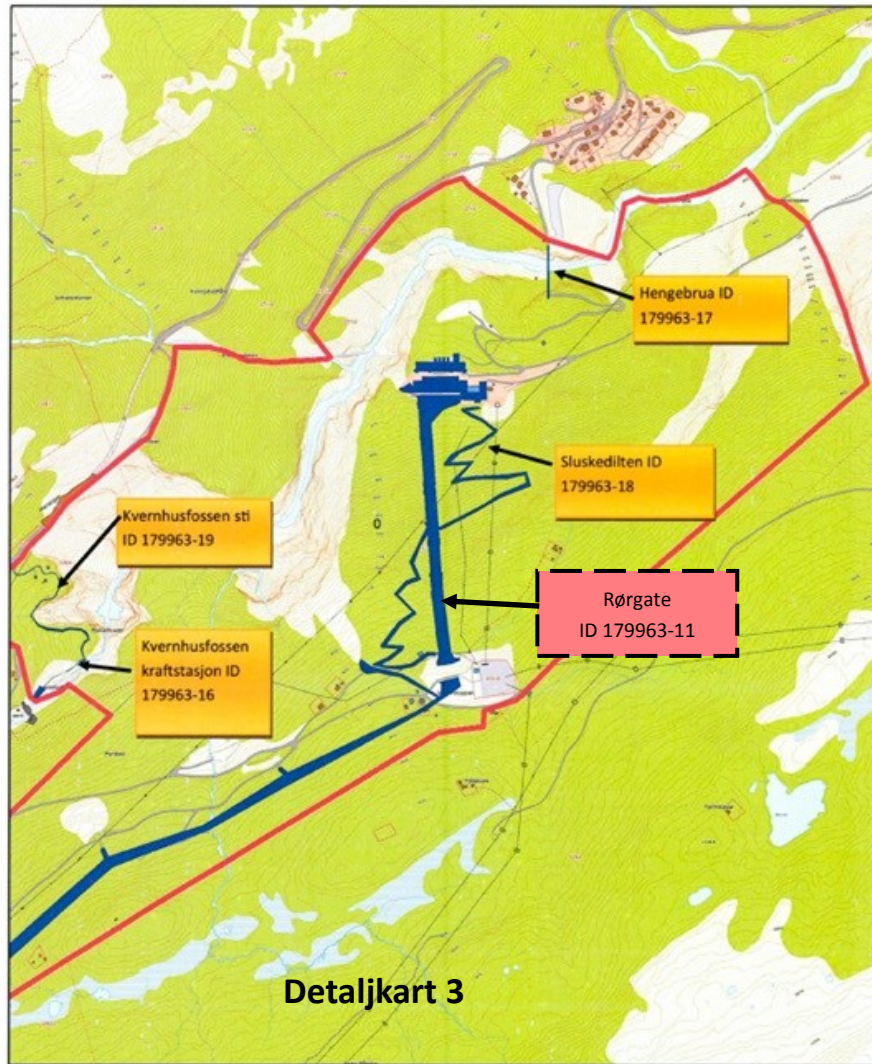 Hengebrua ID
179963-17
Sluskedilten ID
179963-18
Kvernhusfossen sti
ID 179963-19
Rørgate
ID 179963-11
Kvernhusfossen
kraftstasjon ID
179963-16
Detaljkart 3